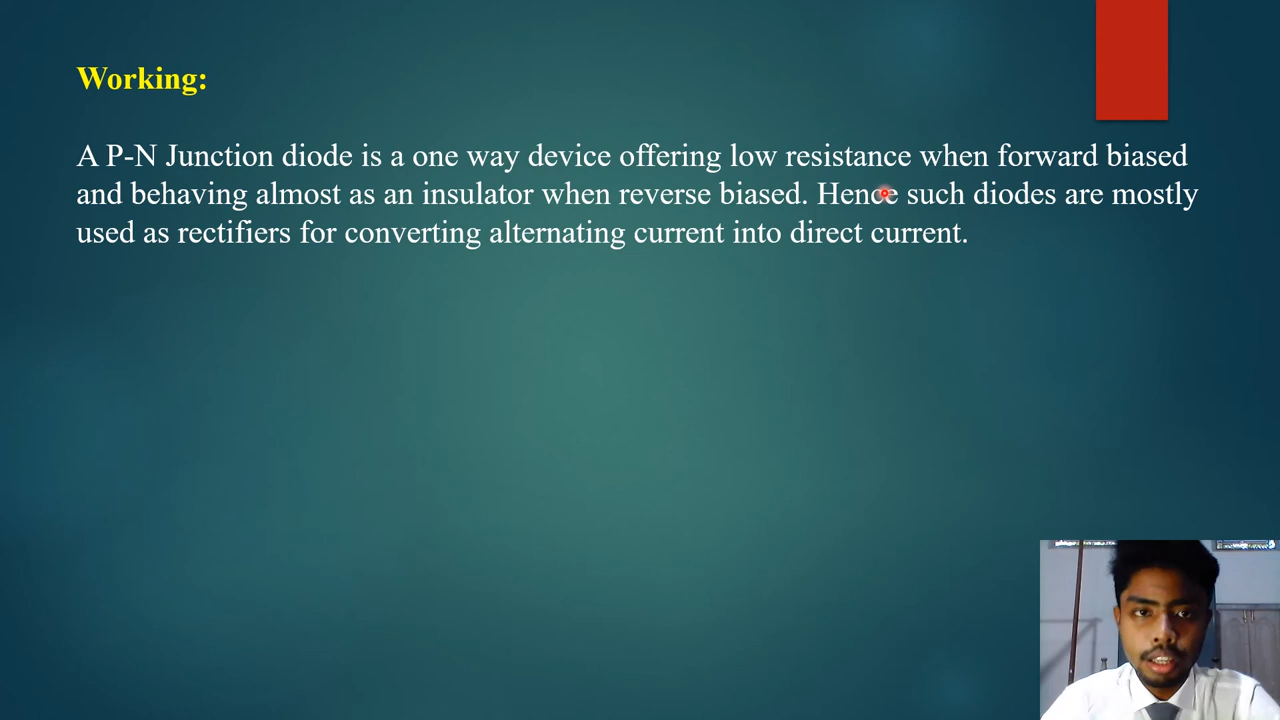 Working:
A P-N Junction diode is a one way device offering low resistance when forward biased
and behaving almost as an insulator when reverse biased. Hence such diodes are mostly
used as rectifiers for converting alternating current into direct current.